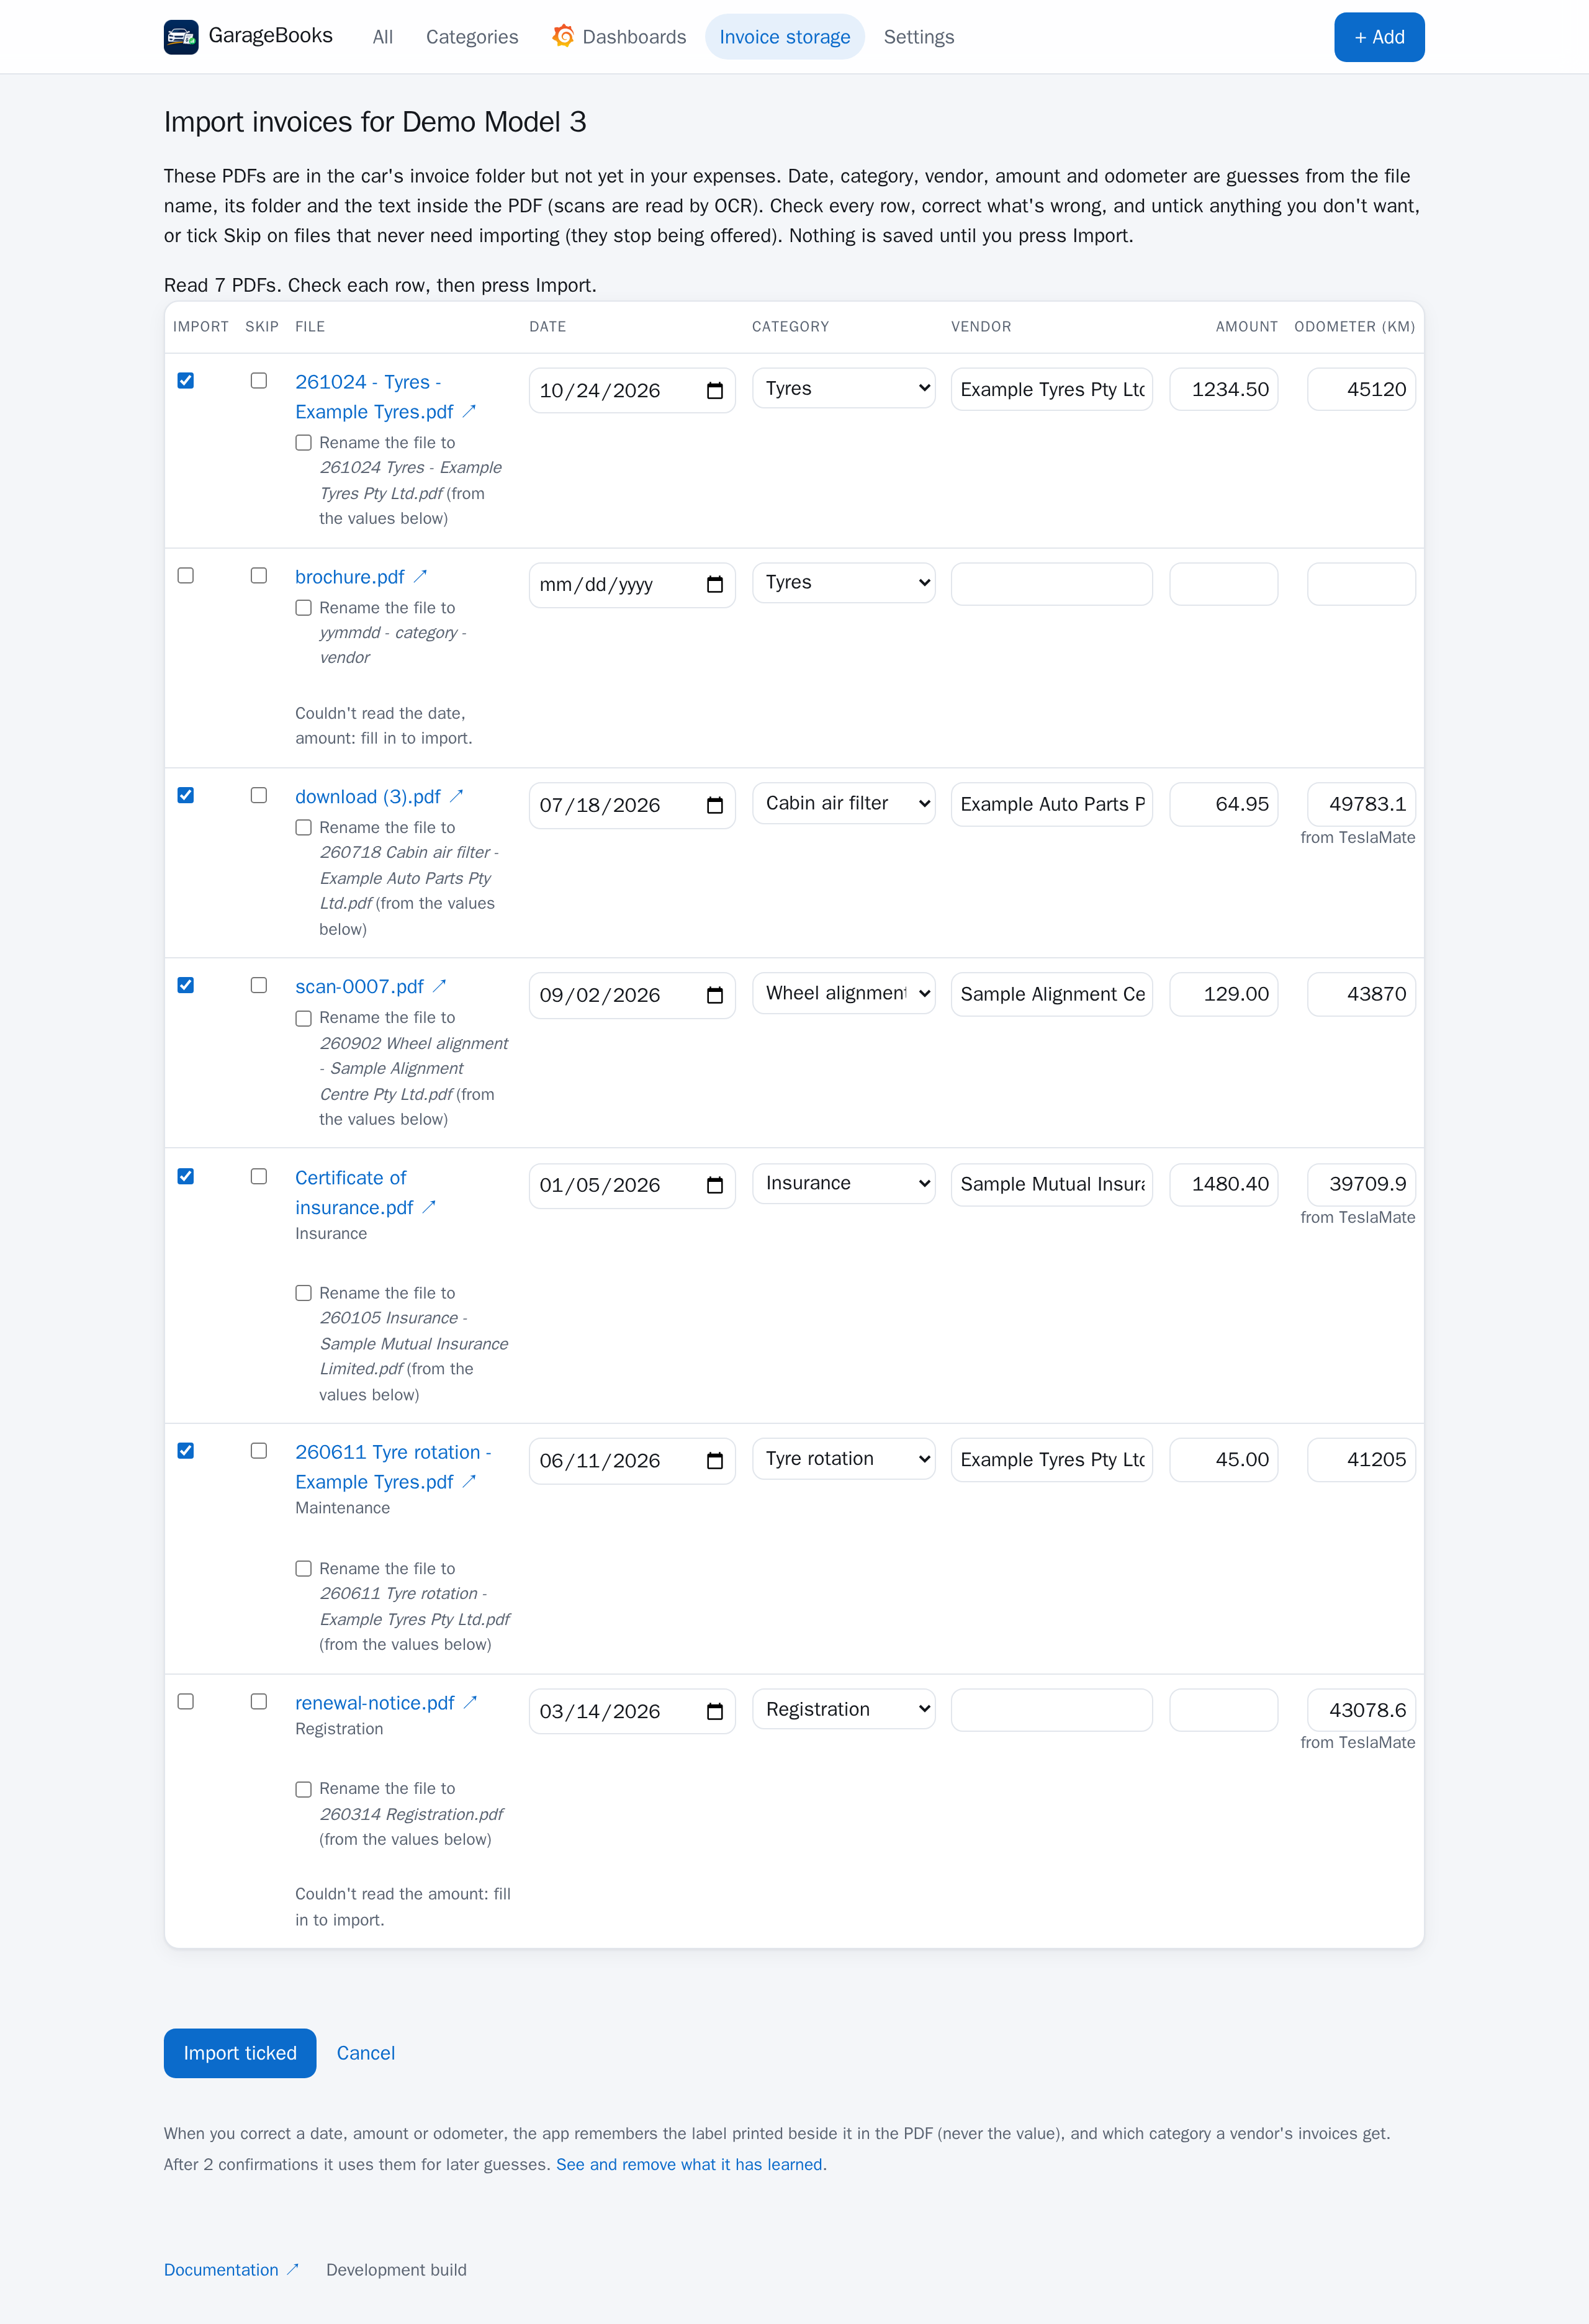 GarageBooks All Categories Dashboards Invoice storage Settings + Add
Import invoices for Demo Model 3
These PDFs are in the car's invoice folder but not yet in your expenses. Date, category, vendor, amount and odometer are guesses from the file
name, its folder and the text inside the PDF (scans are read by OCR). Check every row, correct what's wrong, and untick anything you don't want,
or tick Skip on files that never need importing (they stop being offered). Nothing is saved until you press Import.
Read 7 PDFs. Check each row, then press Import.
IMPORT SKIP FILE DATE CATEGORY VENDOR AMOUNT ODOMETER (KM)
261024 - Tyres -
Example Tyres.pdf ↗
10/24/2026 Tyres Example Tyres Pty Ltd 1234.50 45120
Rename the file to
261024 Tyres - Example
Tyres Pty Ltd.pdf (from
the values below)
brochure.pdf ↗ mm/dd/yyyy Tyres
Rename the file to
yymmdd - category -
vendor
Couldn't read the date,
amount: fill in to import.
download (3).pdf ↗ 07/18/2026 Cabin air filter Example Auto Parts P 64.95 49783.1
from TeslaMate
Rename the file to
260718 Cabin air filter -
Example Auto Parts Pty
Ltd.pdf (from the values
below)
scan-0007.pdf ↗ 09/02/2026 Wheel alignment Sample Alignment Ce 129.00 43870
Rename the file to
260902 Wheel alignment
- Sample Alignment
Centre Pty Ltd.pdf (from
the values below)
Certificate of
insurance.pdf ↗
01/05/2026 Insurance Sample Mutual Insura 1480.40 39709.9
from TeslaMate
Insurance
Rename the file to
260105 Insurance -
Sample Mutual Insurance
Limited.pdf (from the
values below)
260611 Tyre rotation -
Example Tyres.pdf ↗
06/11/2026 Tyre rotation Example Tyres Pty Ltd 45.00 41205
Maintenance
Rename the file to
260611 Tyre rotation -
Example Tyres Pty Ltd.pdf
(from the values below)
renewal-notice.pdf ↗ 03/14/2026 Registration 43078.6
from TeslaMate
Registration
Rename the file to
260314 Registration.pdf
(from the values below)
Couldn't read the amount: fill
in to import.
Import ticked Cancel
When you correct a date, amount or odometer, the app remembers the label printed beside it in the PDF (never the value), and which category a vendor's invoices get.
After 2 confirmations it uses them for later guesses. See and remove what it has learned.
Documentation ↗ Development build